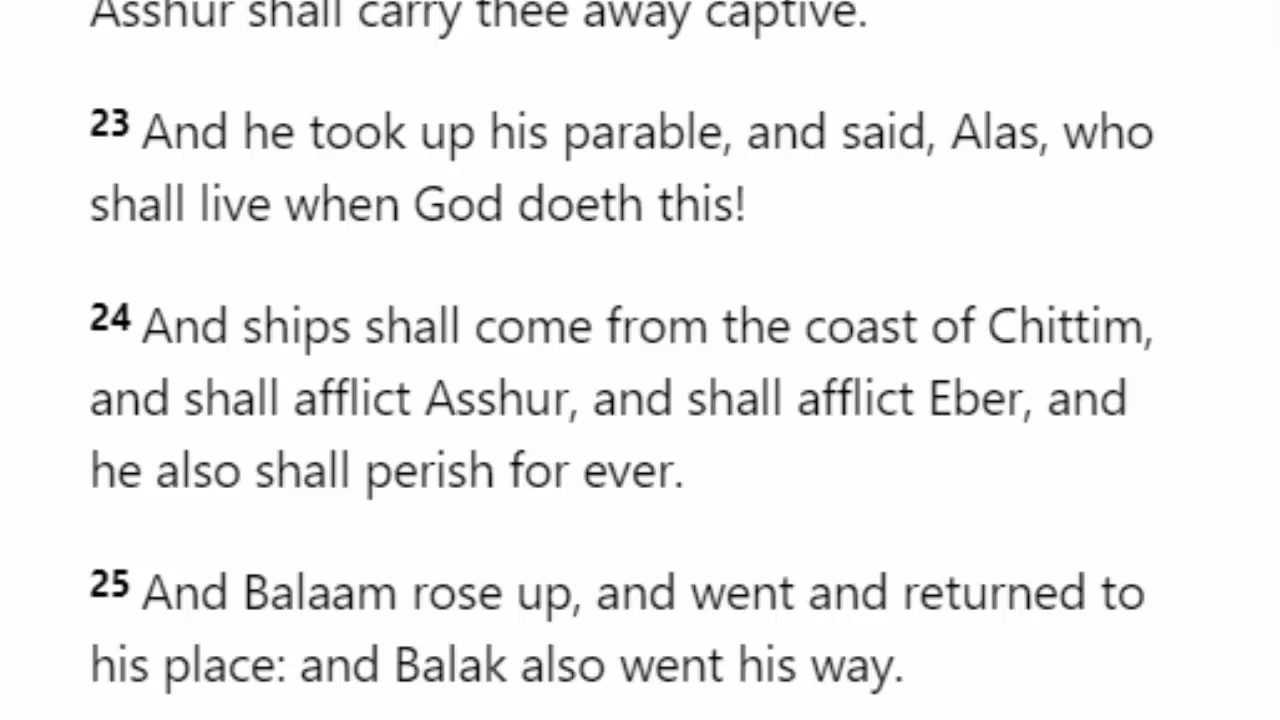 Asshur shall carry thee away captive.
23 And he took up his parable, and said, Alas, who
shall live when God doeth this!
24 And ships shall come from the coast of Chittim,
and shall afflict Asshur, and shall afflict Eber, and
he also shall perish for ever.
25 And Balaam rose up, and went and returned to
his place: and Balak also went his way.